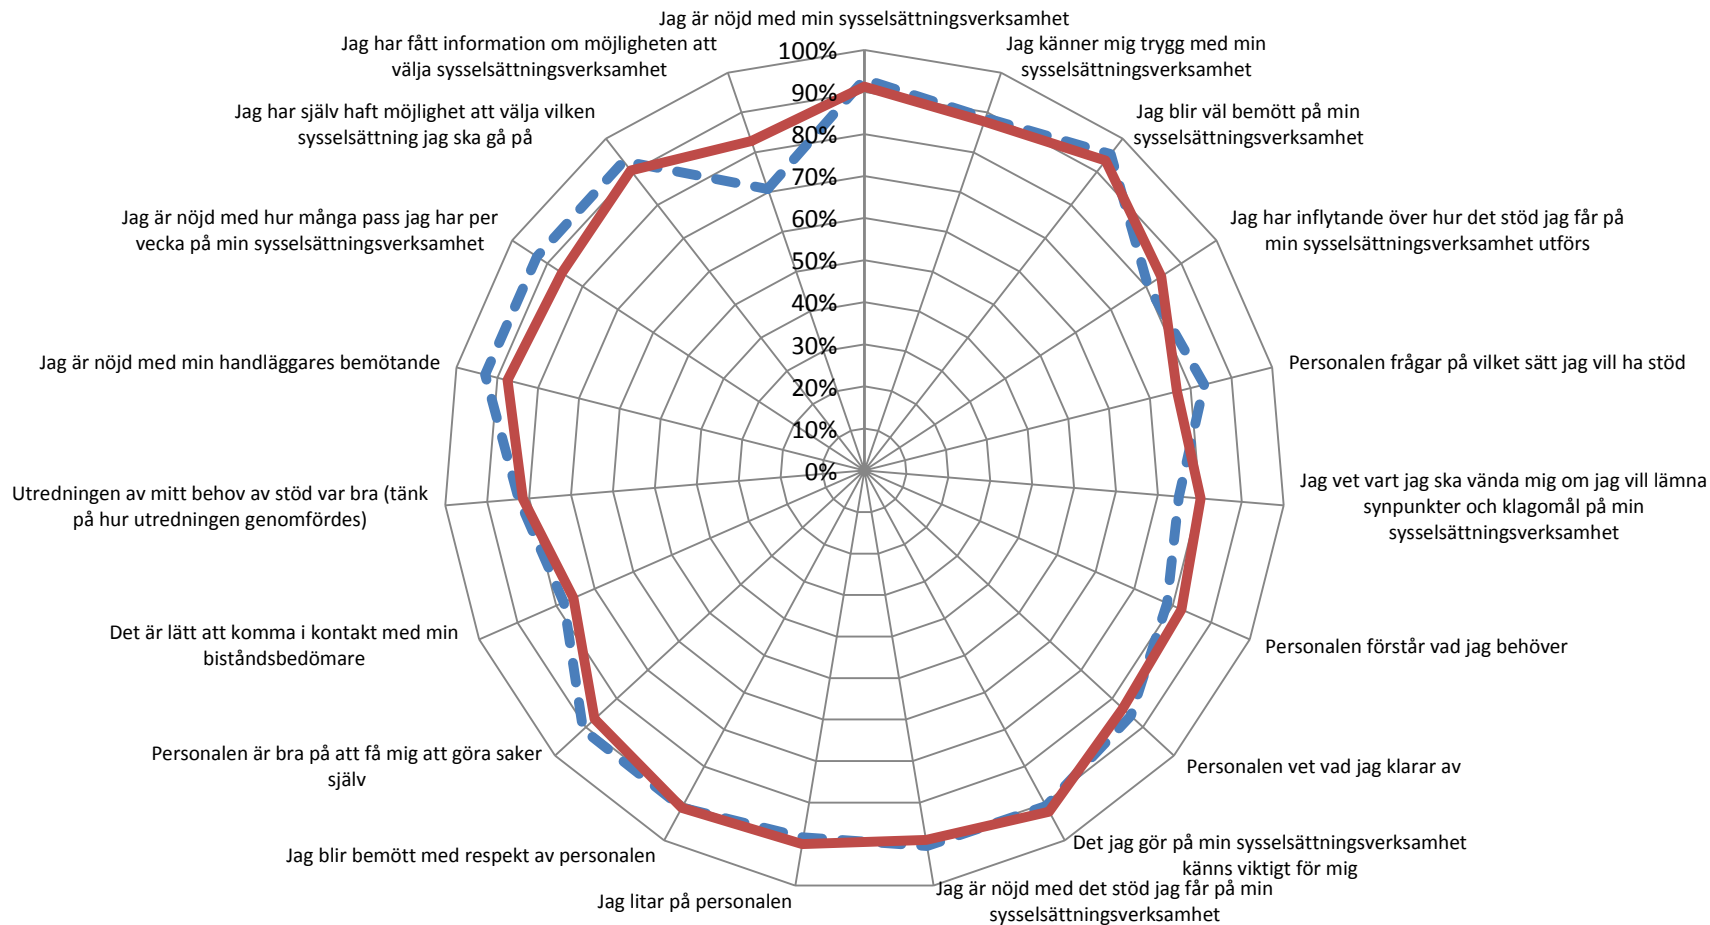 Jag är nöjd med min sysselsättningsverksamhet
Jag känner mig trygg med min
sysselsättningsverksamhet
Jag blir väl bemött på min
sysselsättningsverksamhet
Jag har inflytande över hur det stöd jag får på
min sysselsättningsverksamhet utförs
Personalen frågar på vilket sätt jag vill ha stöd
Jag vet vart jag ska vända mig om jag vill lämna
synpunkter och klagomål på min
sysselsättningsverksamhet
Personalen förstår vad jag behöver
Personalen vet vad jag klarar av
Det jag gör på min sysselsättningsverksamhet
känns viktigt för mig
Jag är nöjd med det stöd jag får på min
sysselsättningsverksamhet
Jag litar på personalen
Jag blir bemött med respekt av personalen
Personalen är bra på att få mig att göra saker
själv
Det är lätt att komma i kontakt med min
biståndsbedömare
Utredningen av mitt behov av stöd var bra (tänk
på hur utredningen genomfördes)
Jag är nöjd med min handläggares bemötande
Jag är nöjd med hur många pass jag har per
vecka på min sysselsättningsverksamhet
Jag har själv haft möjlighet att välja vilken
sysselsättning jag ska gå på
Jag har fått information om möjligheten att
välja sysselsättningsverksamhet
100%
90%
80%
70%
60%
50%
40%
30%
20%
10%
0%